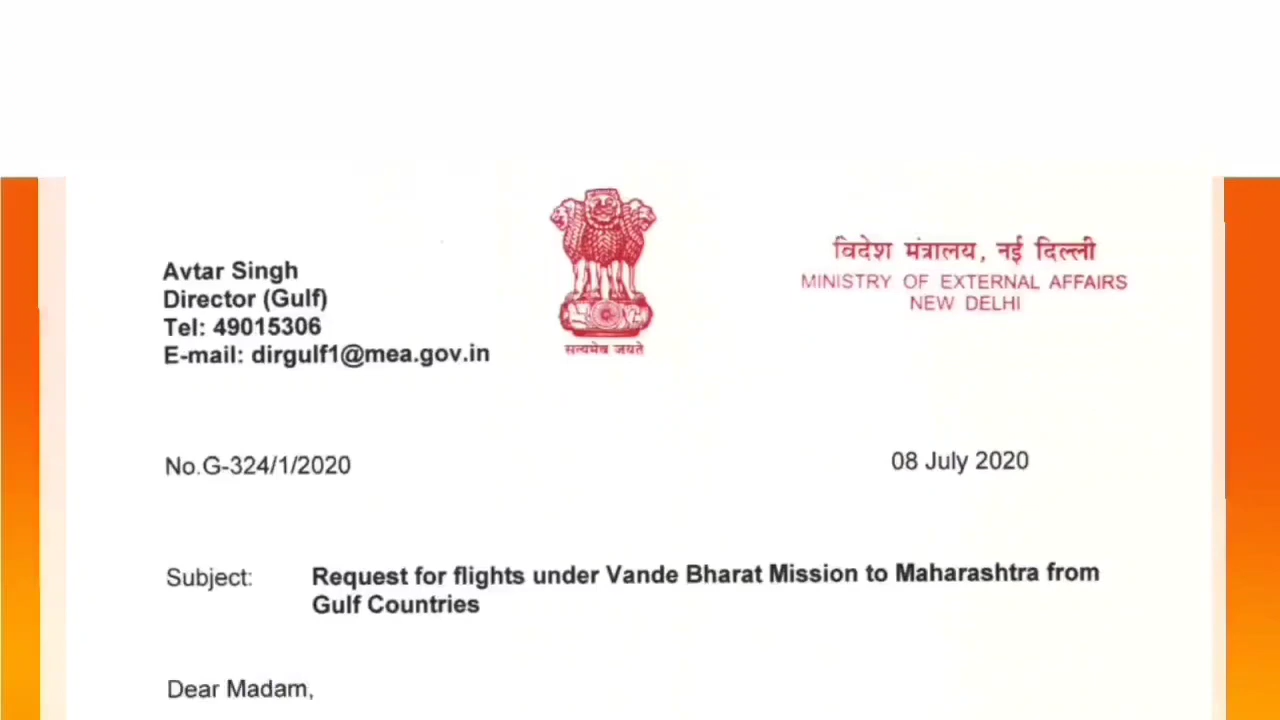 Avtar Singh
Director (Gulf)
Tel: 49015306
E-mail: dirgulf1@mea.gov.in
सत्यमेव जयते
विदेश मंत्रालय, नई दिल्ली
MINISTRY OF EXTERNAL AFFAIRS
NEW DELHI
No.G-324/1/2020
08 July 2020
Subject:
Request for flights under Vande Bharat Mission to Maharashtra from
Gulf Countries
Dear Madam,